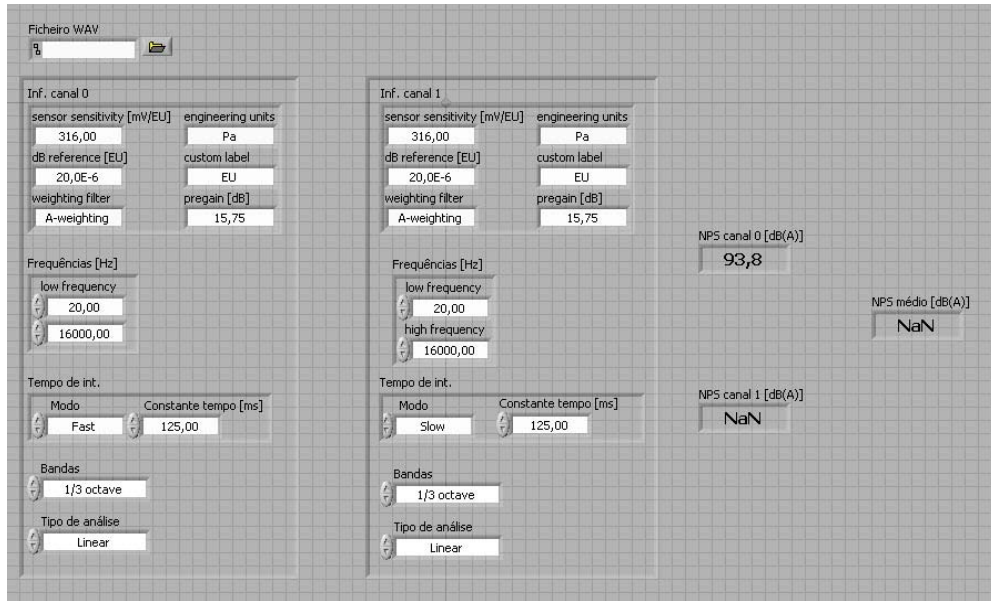 Ficheiro WAV
Inf. canal 0
sensor sensitivity [mV/EU] engineering units
316,00 Pa
dB reference [EU] custom label
20,0E-6 EU
weighting filter pregain [dB]
A-weighting 15,75
Frequências [Hz]
low frequency
20,00
16000,00
Tempo de int.
Modo Constante tempo [ms]
Fast 125,00
Bandas
1/3 octave
Tipo de análise
Linear
Inf. canal 1
sensor sensitivity [mV/EU] engineering units
316,00 Pa
dB reference [EU] custom label
20,0E-6 EU
weighting filter pregain [dB]
A-weighting 15,75
Frequências [Hz]
low frequency
20,00
high frequency
16000,00
Tempo de int.
Modo Constante tempo [ms]
Slow 125,00
Bandas
1/3 octave
Tipo de análise
Linear
NPS canal 0 [dB(A)]
93,8
NPS médio [dB(A)]
NaN
NPS canal 1 [dB(A)]
NaN